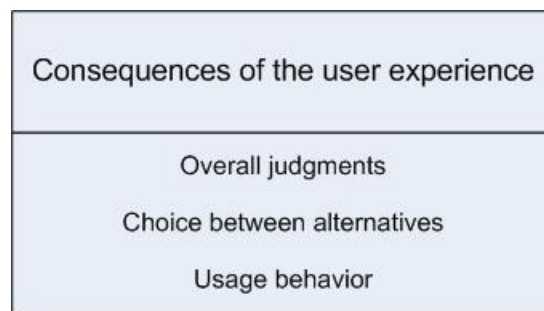 Consequences of the user experience
Overall judgments
Choice between alternatives
Usage behavior